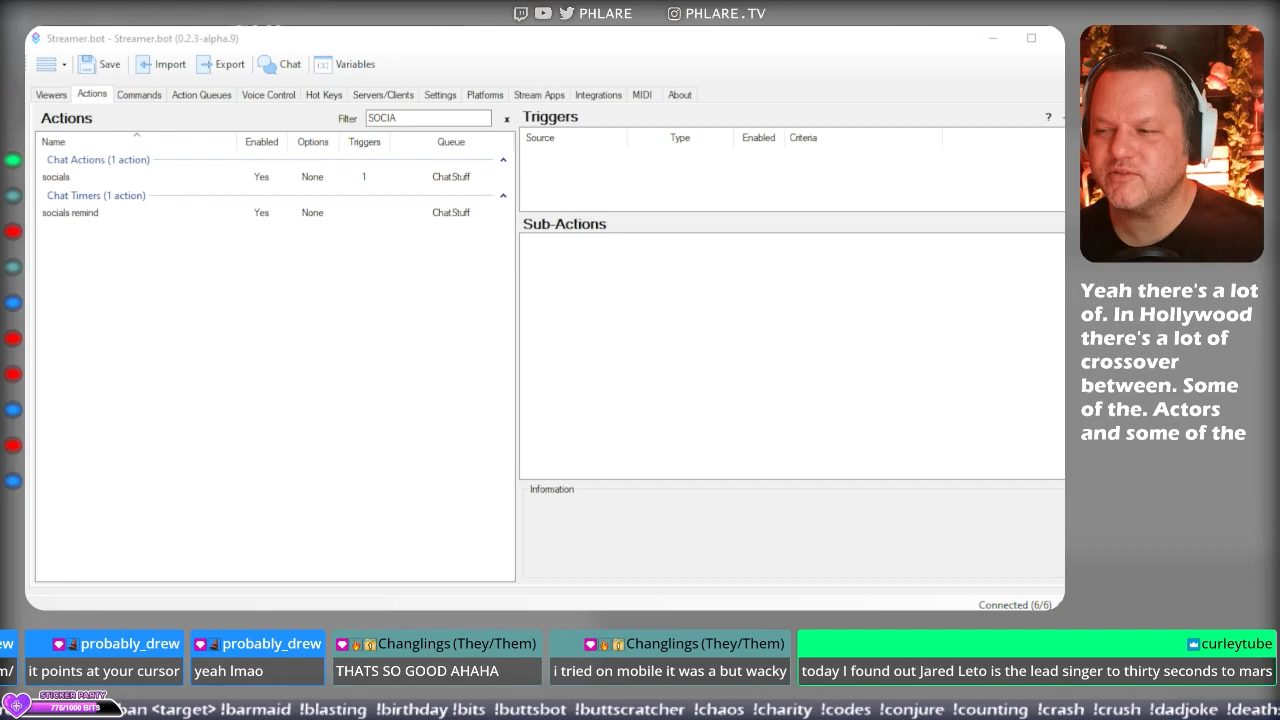 PHLARE PHLARE.TV
Streamer.bot - Streamer.bot (0.2.3-alpha.9)
Save Import Export Chat Variables
Viewers Actions Commands Action Queues Voice Control Hot Keys Servers/Clients Settings Platforms Stream Apps Integrations MIDI About
Actions Filter SOCIA x
Triggers ?
Name Enabled Options Triggers Queue
Source Type Enabled Criteria
Chat Actions (1 action)
socials Yes None 1 ChatStuff
Chat Timers (1 action)
socials remind Yes None ChatStuff
Sub-Actions
Information
Connected (6/6)
Yeah there's a lot
of. In Hollywood
there's a lot of
crossover
between. Some
of the. Actors
and some of the
ew probably_drew probably_drew Changlings (They/Them) Changlings (They/Them) curleytube
m/ it points at your cursor yeah lmao THATS SO GOOD AHAHA i tried on mobile it was a but wacky today I found out Jared Leto is the lead singer to thirty seconds to mars
STICKER PARTY
775/1000 BITS
ban <target> !barmaid !blasting !birthday !bits !buttsbot !buttscratcher !chaos !charity !codes !conjure !counting !crash !crush !dadjoke !deaths